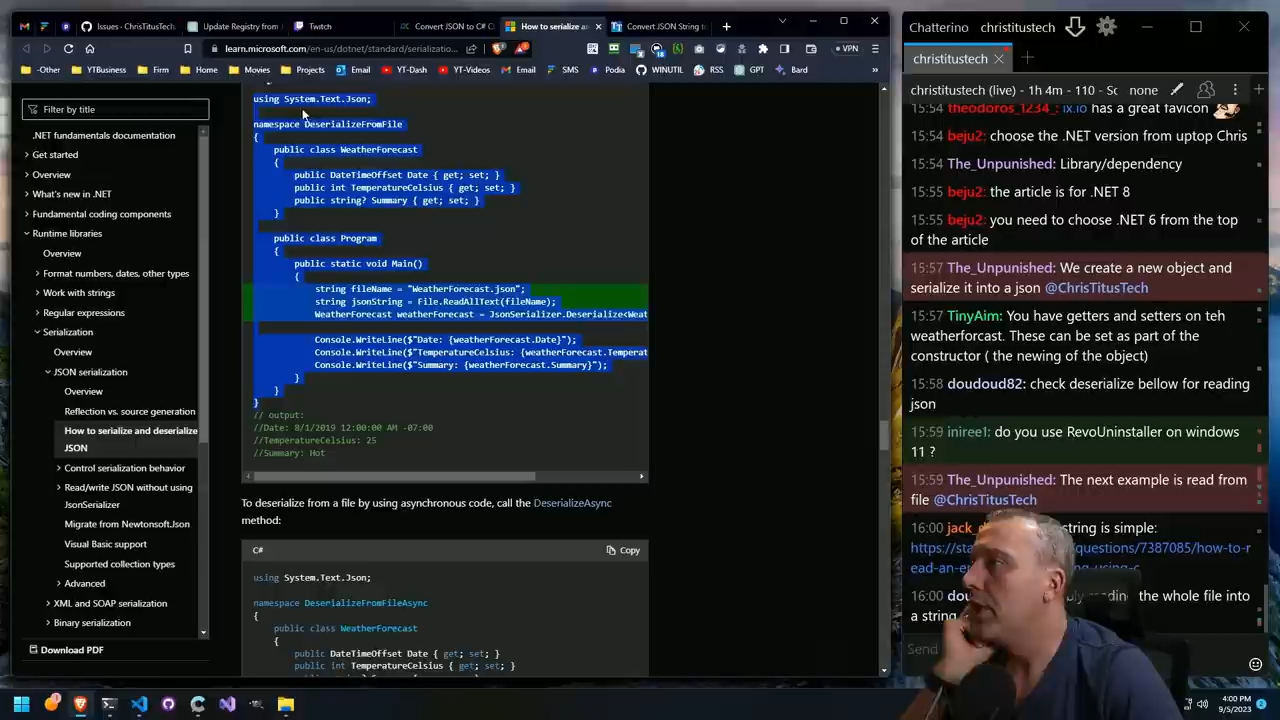 Issues · ChrisTitusTech
Update Registry from
Twitch
Convert JSON to C# C
How to serialize an
Convert JSON String to
learn.microsoft.com/en-us/dotnet/standard/serializatio...
VPN
-Other
YTBusiness
Firm
Home
Movies
Projects
Email
YT-Dash
YT-Videos
Email
SMS
Podia
WINUTIL
RSS
GPT
Bard
Filter by title
.NET fundamentals documentation
Get started
Overview
What's new in .NET
Fundamental coding components
Runtime libraries
Overview
Format numbers, dates, other types
Work with strings
Regular expressions
Serialization
Overview
JSON serialization
Overview
Reflection vs. source generation
How to serialize and deserialize
JSON
Control serialization behavior
Read/write JSON without using
JsonSerializer
Migrate from Newtonsoft.Json
Visual Basic support
Supported collection types
Advanced
XML and SOAP serialization
Binary serialization
Download PDF
using System.Text.Json;
namespace DeserializeFromFile
{
public class WeatherForecast
{
public DateTimeOffset Date { get; set; }
public int TemperatureCelsius { get; set; }
public string? Summary { get; set; }
}
public class Program
{
public static void Main()
{
string fileName = "WeatherForecast.json";
string jsonString = File.ReadAllText(fileName);
WeatherForecast weatherForecast = JsonSerializer.Deserialize<Weat
Console.WriteLine($"Date: {weatherForecast.Date}");
Console.WriteLine($"TemperatureCelsius: {weatherForecast.Temperat
Console.WriteLine($"Summary: {weatherForecast.Summary}");
}
}
}
// output:
//Date: 8/1/2019 12:00:00 AM -07:00
//TemperatureCelsius: 25
//Summary: Hot
To deserialize from a file by using asynchronous code, call the DeserializeAsync
method:
C#
Copy
using System.Text.Json;
namespace DeserializeFromFileAsync
{
public class WeatherForecast
{
public DateTimeOffset Date { get; set; }
public int TemperatureCelsius { get; set; }
Chatterino
christitustech
christitustech
christitustech (live) - 1h 4m - 110 - Sc
none
15:54 theodoros_1234_: ix.io has a great favicon
15:54 beju2: choose the .NET version from uptop Chris
15:54 The_Unpunished: Library/dependency
15:55 beju2: the article is for .NET 8
15:55 beju2: you need to choose .NET 6 from the top
of the article
15:57 The_Unpunished: We create a new object and
serialize it into a json @ChrisTitusTech
15:57 TinyAim: You have getters and setters on teh
weatherforcast. These can be set as part of the
constructor ( the newing of the object)
15:58 doudoud82: check deserialize bellow for reading
json
15:59 iniree1: do you use RevoUninstaller on windows
11 ?
15:59 The_Unpunished: The next example is read from
file @ChrisTitusTech
16:00 jack_ string is simple:
https://sta questions/7387085/how-to-r
ead-an-e
16:00 dou the whole file into
a string
Send
4:00 PM
9/5/2023